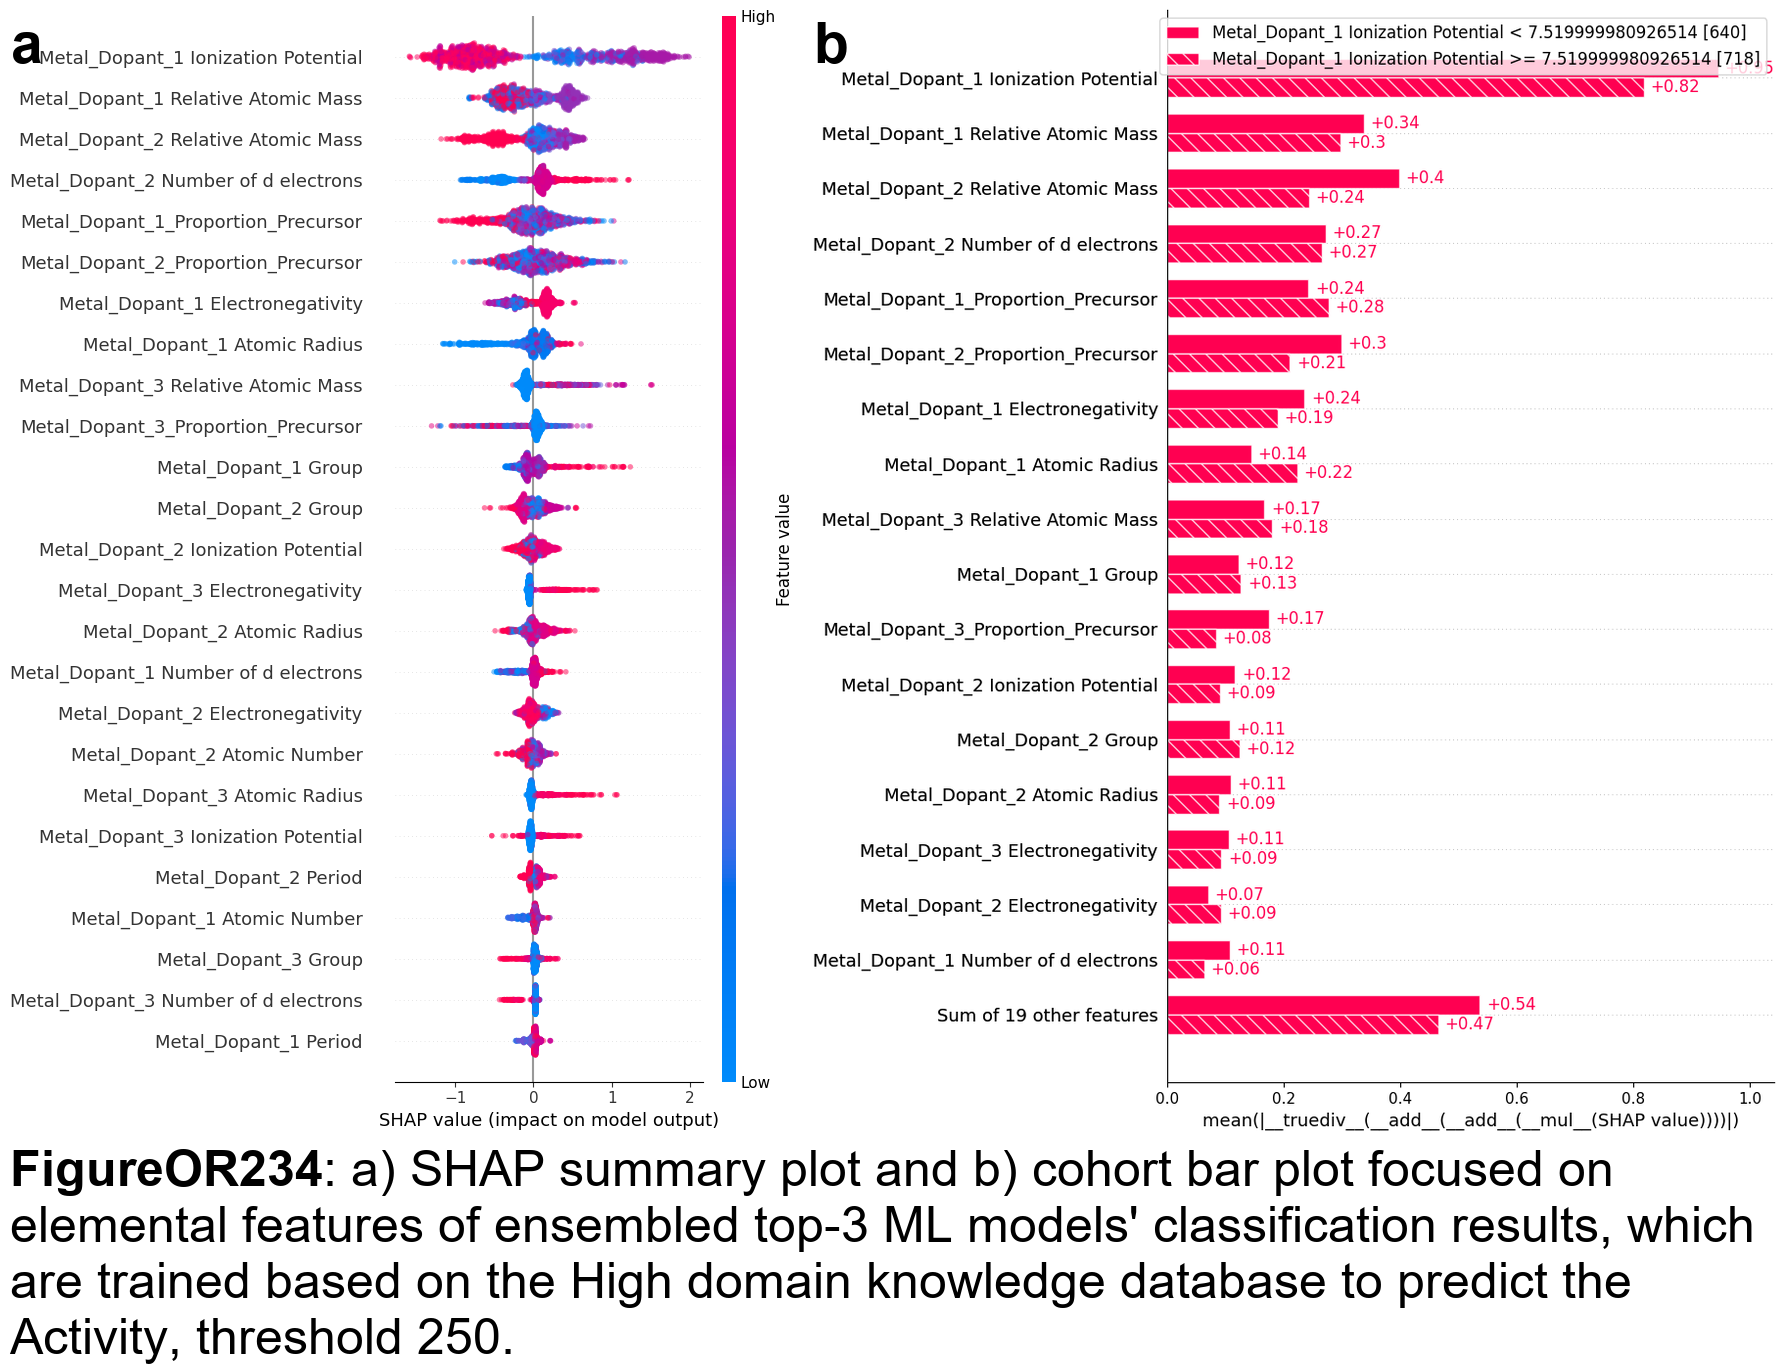 a
Metal_Dopant_1 Ionization Potential
Metal_Dopant_1 Relative Atomic Mass
Metal_Dopant_2 Relative Atomic Mass
Metal_Dopant_2 Number of d electrons
Metal_Dopant_1_Proportion_Precursor
Metal_Dopant_2_Proportion_Precursor
Metal_Dopant_1 Electronegativity
Metal_Dopant_1 Atomic Radius
Metal_Dopant_3 Relative Atomic Mass
Metal_Dopant_3_Proportion_Precursor
Metal_Dopant_1 Group
Metal_Dopant_2 Group
Metal_Dopant_2 Ionization Potential
Metal_Dopant_3 Electronegativity
Metal_Dopant_2 Atomic Radius
Metal_Dopant_1 Number of d electrons
Metal_Dopant_2 Electronegativity
Metal_Dopant_2 Atomic Number
Metal_Dopant_3 Atomic Radius
Metal_Dopant_3 Ionization Potential
Metal_Dopant_2 Period
Metal_Dopant_1 Atomic Number
Metal_Dopant_3 Group
Metal_Dopant_3 Number of d electrons
Metal_Dopant_1 Period
−1 0 1 2
SHAP value (impact on model output)
High
Feature value
Low
b
Metal_Dopant_1 Ionization Potential < 7.519999980926514 [640]
Metal_Dopant_1 Ionization Potential >= 7.519999980926514 [718]
Metal_Dopant_1 Ionization Potential
+0.95
+0.82
Metal_Dopant_1 Relative Atomic Mass
+0.34
+0.3
Metal_Dopant_2 Relative Atomic Mass
+0.4
+0.24
Metal_Dopant_2 Number of d electrons
+0.27
+0.27
Metal_Dopant_1_Proportion_Precursor
+0.24
+0.28
Metal_Dopant_2_Proportion_Precursor
+0.3
+0.21
Metal_Dopant_1 Electronegativity
+0.24
+0.19
Metal_Dopant_1 Atomic Radius
+0.14
+0.22
Metal_Dopant_3 Relative Atomic Mass
+0.17
+0.18
Metal_Dopant_1 Group
+0.12
+0.13
Metal_Dopant_3_Proportion_Precursor
+0.17
+0.08
Metal_Dopant_2 Ionization Potential
+0.12
+0.09
Metal_Dopant_2 Group
+0.11
+0.12
Metal_Dopant_2 Atomic Radius
+0.11
+0.09
Metal_Dopant_3 Electronegativity
+0.11
+0.09
Metal_Dopant_2 Electronegativity
+0.07
+0.09
Metal_Dopant_1 Number of d electrons
+0.11
+0.06
Sum of 19 other features
+0.54
+0.47
0.0 0.2 0.4 0.6 0.8 1.0
mean(|__truediv__(__add__(__add__(__mul__(SHAP value))))|)
FigureOR234: a) SHAP summary plot and b) cohort bar plot focused on
elemental features of ensembled top-3 ML models' classification results, which
are trained based on the High domain knowledge database to predict the
Activity, threshold 250.